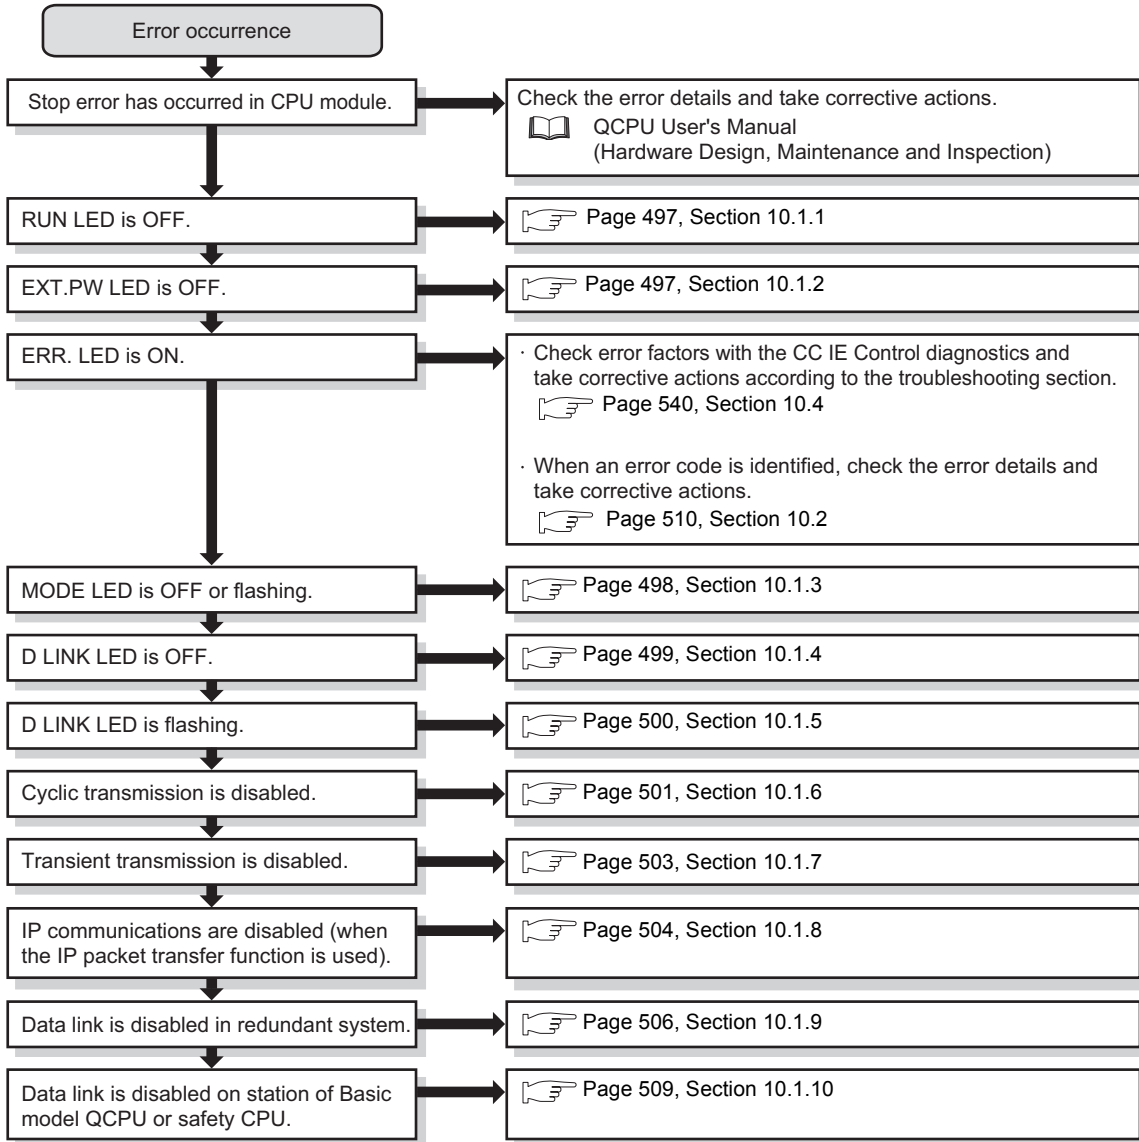 Error occurrence
Stop error has occurred in CPU module.
Check the error details and take corrective actions.
QCPU User's Manual
(Hardware Design, Maintenance and Inspection)
RUN LED is OFF.
Page 497, Section 10.1.1
EXT.PW LED is OFF.
Page 497, Section 10.1.2
ERR. LED is ON.
· Check error factors with the CC IE Control diagnostics and
take corrective actions according to the troubleshooting section.
Page 540, Section 10.4
· When an error code is identified, check the error details and
take corrective actions.
Page 510, Section 10.2
MODE LED is OFF or flashing.
Page 498, Section 10.1.3
D LINK LED is OFF.
Page 499, Section 10.1.4
D LINK LED is flashing.
Page 500, Section 10.1.5
Cyclic transmission is disabled.
Page 501, Section 10.1.6
Transient transmission is disabled.
Page 503, Section 10.1.7
IP communications are disabled (when
the IP packet transfer function is used).
Page 504, Section 10.1.8
Data link is disabled in redundant system.
Page 506, Section 10.1.9
Data link is disabled on station of Basic
model QCPU or safety CPU.
Page 509, Section 10.1.10